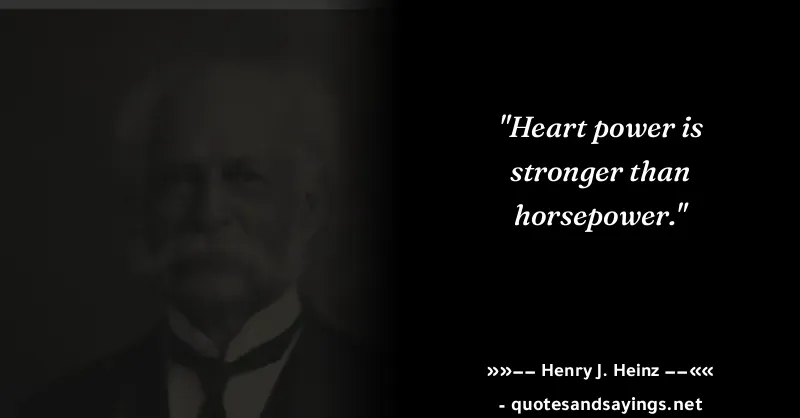 "Heart power is
stronger than
horsepower."
»»—— Henry J. Heinz ——««
- quotesandsayings.net